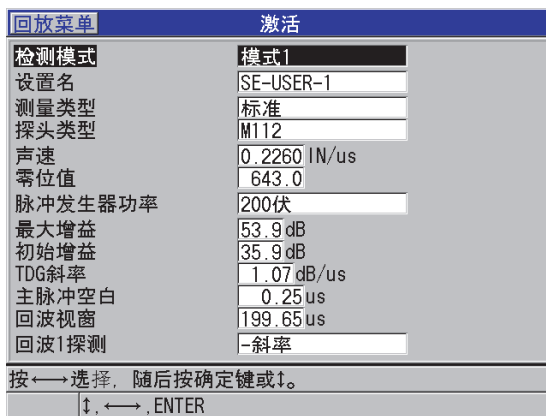 回放菜单 激活
检测模式 模式1
设置名 SE-USER-1
测量类型 标准
探头类型 M112
声速 0.2260 IN/us
零位值 643.0
脉冲发生器功率 200伏
最大增益 53.9 dB
初始增益 35.9 dB
TDG斜率 1.07 dB/us
主脉冲空白 0.25 us
回波视窗 199.65 us
回波1探测 -斜率
按←→选择, 随后按确定键或↕。
↕, ←→ ,ENTER